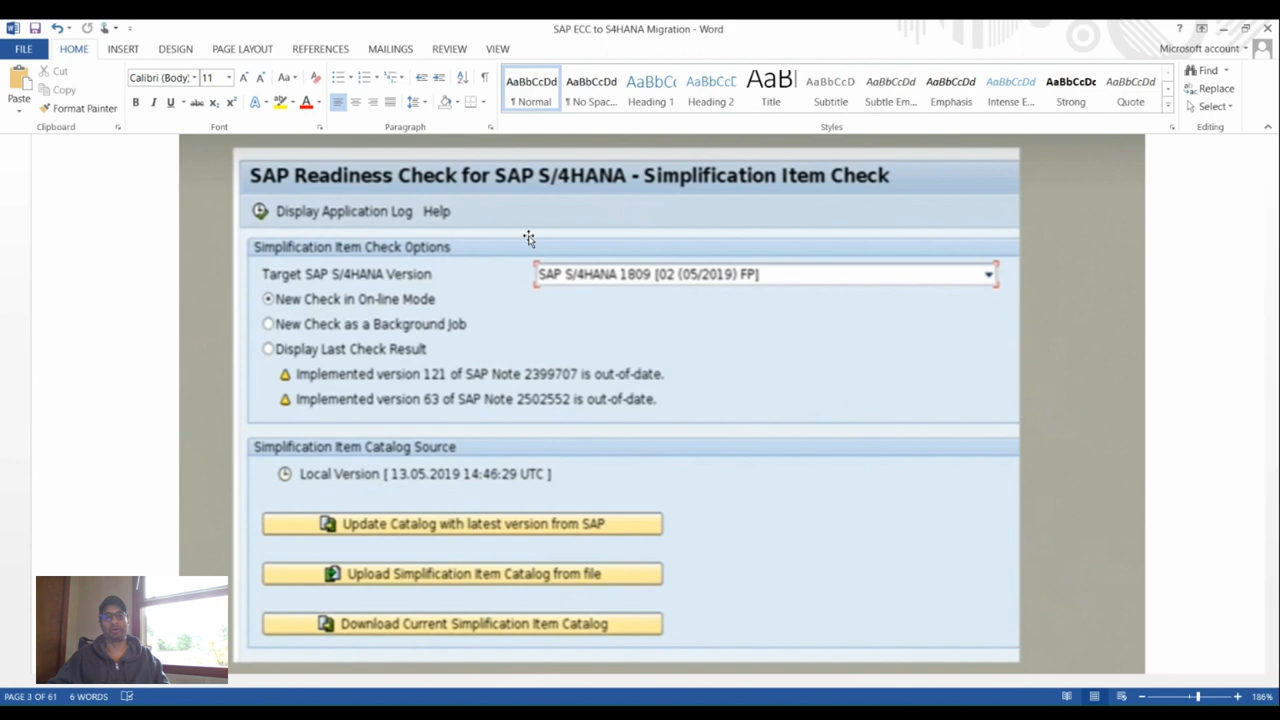 SAP ECC to S4HANA Migration - Word
FILE HOME INSERT DESIGN PAGE LAYOUT REFERENCES MAILINGS REVIEW VIEW
Microsoft account
Paste
Cut
Copy
Format Painter
Clipboard
Calibri (Body) 11
Font
Paragraph
AaBbCcDd AaBbCcDd AaBbCc AaBbCcC AaB AaBbCcC AaBbCcDd AaBbCcDd AaBbCcDd AaBbCcDc AaBbCcDd
¶ Normal ¶ No Spac... Heading 1 Heading 2 Title Subtitle Subtle Em... Emphasis Intense E... Strong Quote
Styles
Find
Replace
Select
Editing
SAP Readiness Check for SAP S/4HANA - Simplification Item Check
Display Application Log Help
Simplification Item Check Options
Target SAP S/4HANA Version SAP S/4HANA 1809 [02 (05/2019) FP]
New Check in On-line Mode
New Check as a Background Job
Display Last Check Result
Implemented version 121 of SAP Note 2399707 is out-of-date.
Implemented version 63 of SAP Note 2502552 is out-of-date.
Simplification Item Catalog Source
Local Version [ 13.05.2019 14:46:29 UTC ]
Update Catalog with latest version from SAP
Upload Simplification Item Catalog from file
Download Current Simplification Item Catalog
PAGE 3 OF 61 6 WORDS 186%